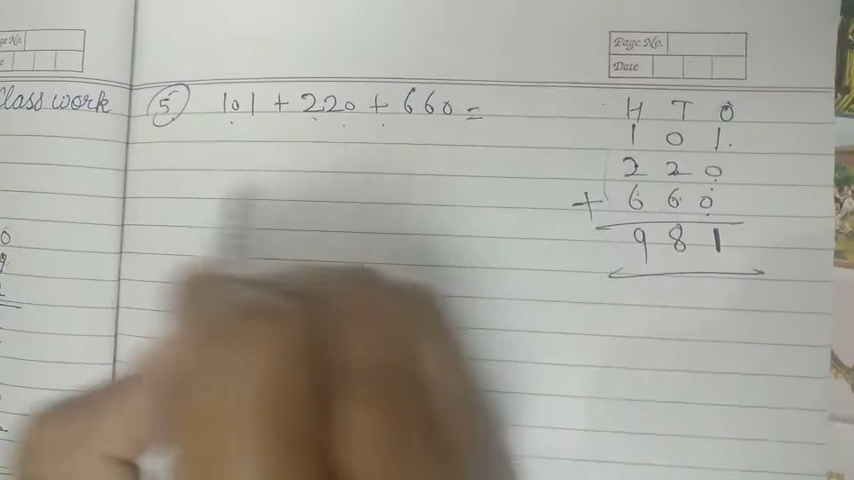 Page No.
Date
Class work
5 101 + 220 + 660 =
H T O
1 0 1.
2 2 0
+ 6 6 0
9 8 1